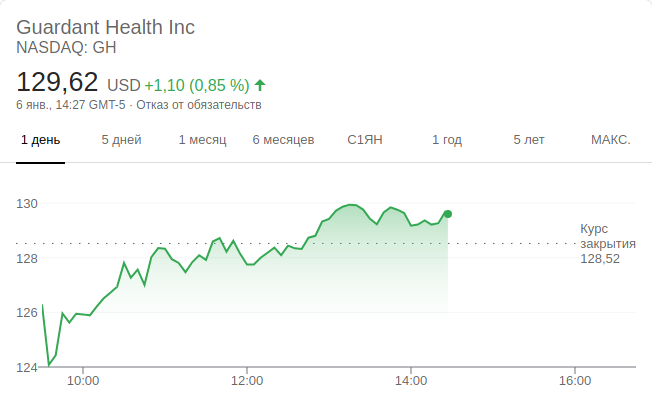 Guardant Health Inc
NASDAQ: GH
129,62 USD +1,10 (0,85 %)
6 янв., 14:27 GMT-5 · Отказ от обязательств
1 день 5 дней 1 месяц 6 месяцев С1ЯН 1 год 5 лет МАКС.
130
Курс
закрытия
128,52
128
126
124
10:00 12:00 14:00 16:00